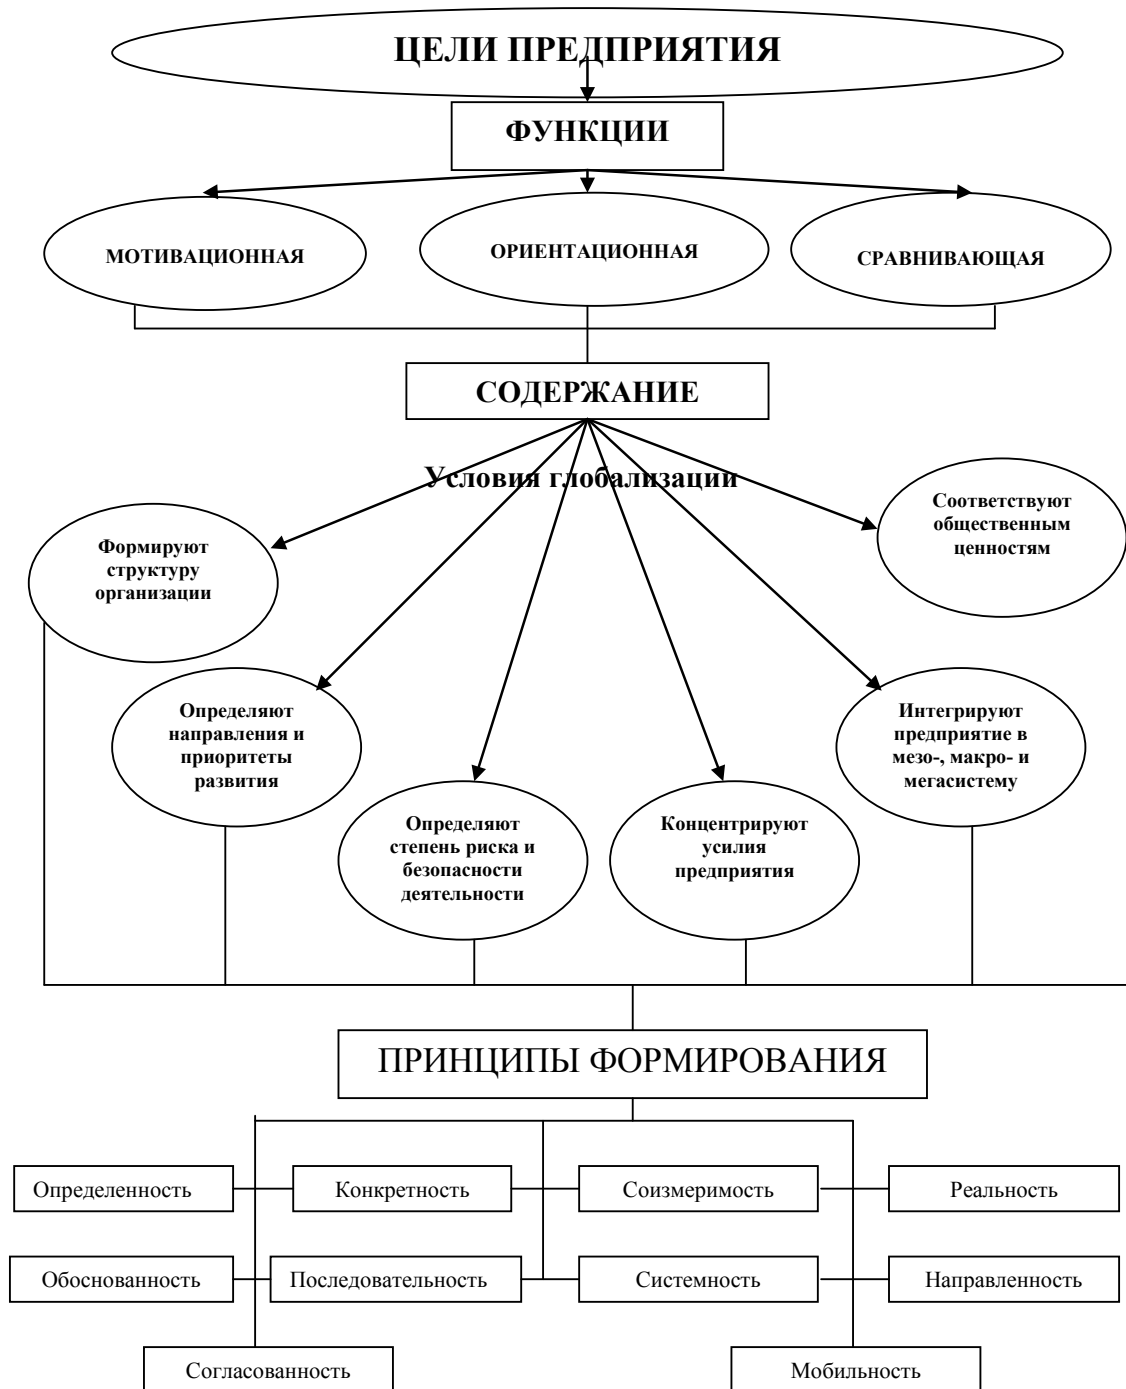 ЦЕЛИ ПРЕДПРИЯТИЯ
ФУНКЦИИ
МОТИВАЦИОННАЯ
ОРИЕНТАЦИОННАЯ
СРАВНИВАЮЩАЯ
СОДЕРЖАНИЕ
Условия глобализации
Соответствуют
общественным
ценностям
Формируют
структуру
организации
Определяют
направления и
приоритеты
развития
Интегрируют
предприятие в
мезо-, макро- и
мегасистему
Определяют
степень риска и
безопасности
деятельности
Концентрируют
усилия
предприятия
ПРИНЦИПЫ ФОРМИРОВАНИЯ
Определенность
Конкретность
Соизмеримость
Реальность
Обоснованность
Последовательность
Системность
Направленность
Согласованность
Мобильность